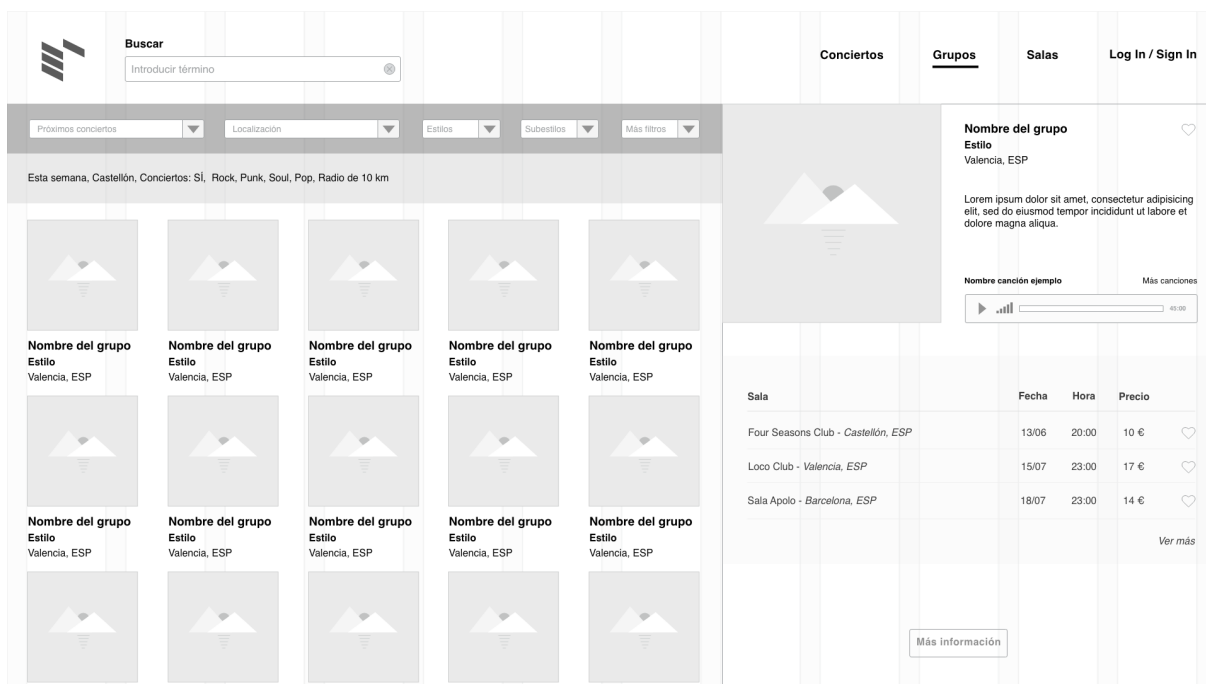 Buscar
Introducir término
Conciertos Grupos Salas Log In / Sign In
Próximos conciertos Localización Estilos Subestilos Más filtros
Esta semana, Castellón, Conciertos: SÍ, Rock, Punk, Soul, Pop, Radio de 10 km
Nombre del grupo Nombre del grupo Nombre del grupo Nombre del grupo Nombre del grupo
Estilo Estilo Estilo Estilo Estilo
Valencia, ESP Valencia, ESP Valencia, ESP Valencia, ESP Valencia, ESP
Nombre del grupo Nombre del grupo Nombre del grupo Nombre del grupo Nombre del grupo
Estilo Estilo Estilo Estilo Estilo
Valencia, ESP Valencia, ESP Valencia, ESP Valencia, ESP Valencia, ESP
Nombre del grupo
Estilo
Valencia, ESP
Lorem ipsum dolor sit amet, consectetur adipisicing
elit, sed do eiusmod tempor incididunt ut labore et
dolore magna aliqua.
Nombre canción ejemplo Más canciones
45:00
Sala Fecha Hora Precio
Four Seasons Club - Castellón, ESP 13/06 20:00 10 €
Loco Club - Valencia, ESP 15/07 23:00 17 €
Sala Apolo - Barcelona, ESP 18/07 23:00 14 €
Ver más
Más información